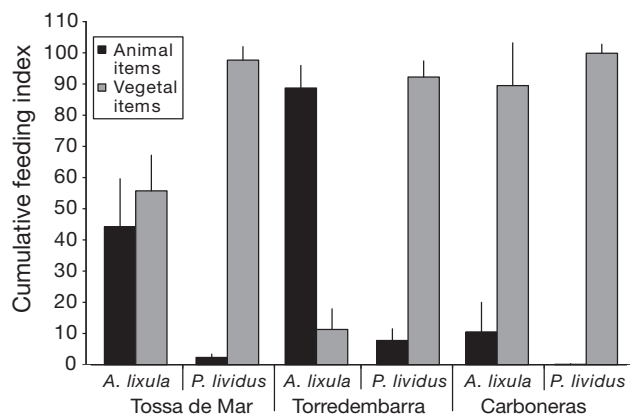 110
100
90
80
70
60
50
40
30
20
10
0
Cumulative feeding index
Animal
items
Vegetal
items
A. lixula P. lividus A. lixula P. lividus A. lixula P. lividus
Tossa de Mar Torredembarra Carboneras